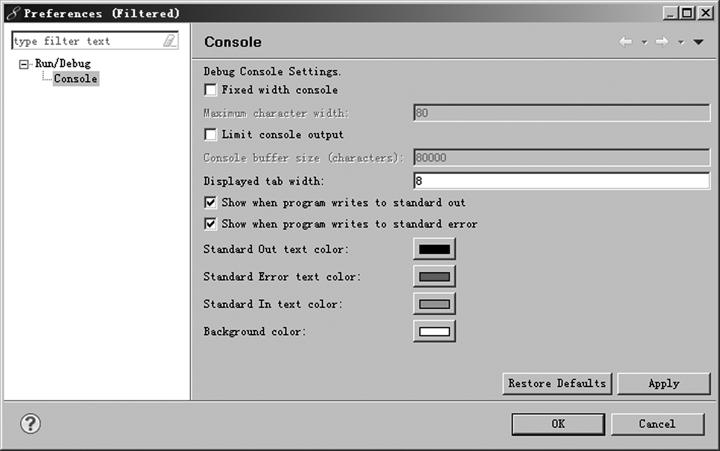 Preferences (Filtered)
type filter text
Run/Debug
Console
Console
Debug Console Settings.
Fixed width console
Maximum character width: 80
Limit console output
Console buffer size (characters): 80000
Displayed tab width: 8
Show when program writes to standard out
Show when program writes to standard error
Standard Out text color:
Standard Error text color:
Standard In text color:
Background color:
Restore Defaults Apply
? OK Cancel